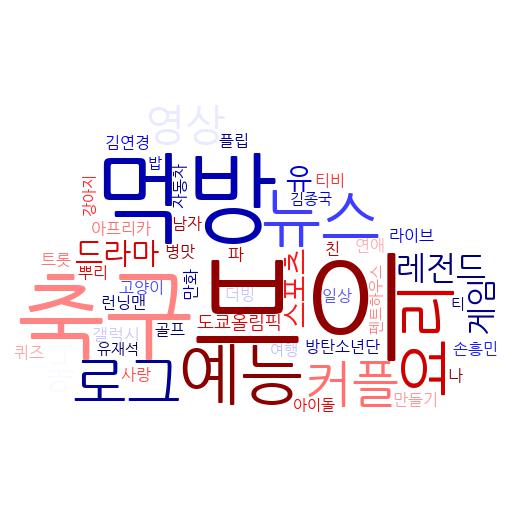 영상
김연경
플립
먹방
밥
자동차
유
티비
김종국
강아지
아프리카
남자
뉴스
라이브
드라마
병맛
파
친
연애
트롯
뿌리
축구
고양이
만화
런닝맨
브이
스포츠
레전드
더빙
일상
펜트하우스
티
게임
갤럭시
골프
도쿄올림픽
요리
퀴즈
유재석
예능
여행
방탄소년단
손흥민
로그
사랑
커플
나
아이돌
만들기